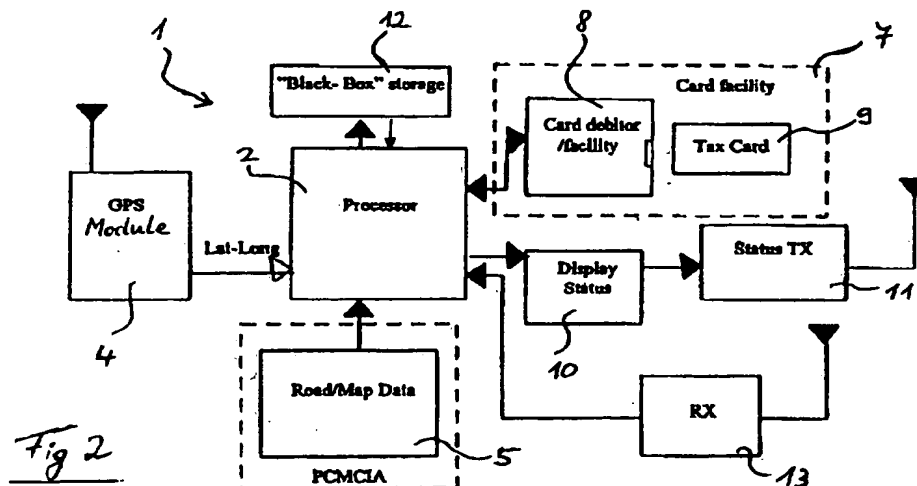 1
12
8
7
"Black-Box" storage
Card facility
Card debitor
/facility
9
Tax Card
2
Processor
GPS
Module
Lat-Long
Display
Status
Status TX
11
4
10
Road/Map Data
RX
5
13
PCMCIA
Fig 2